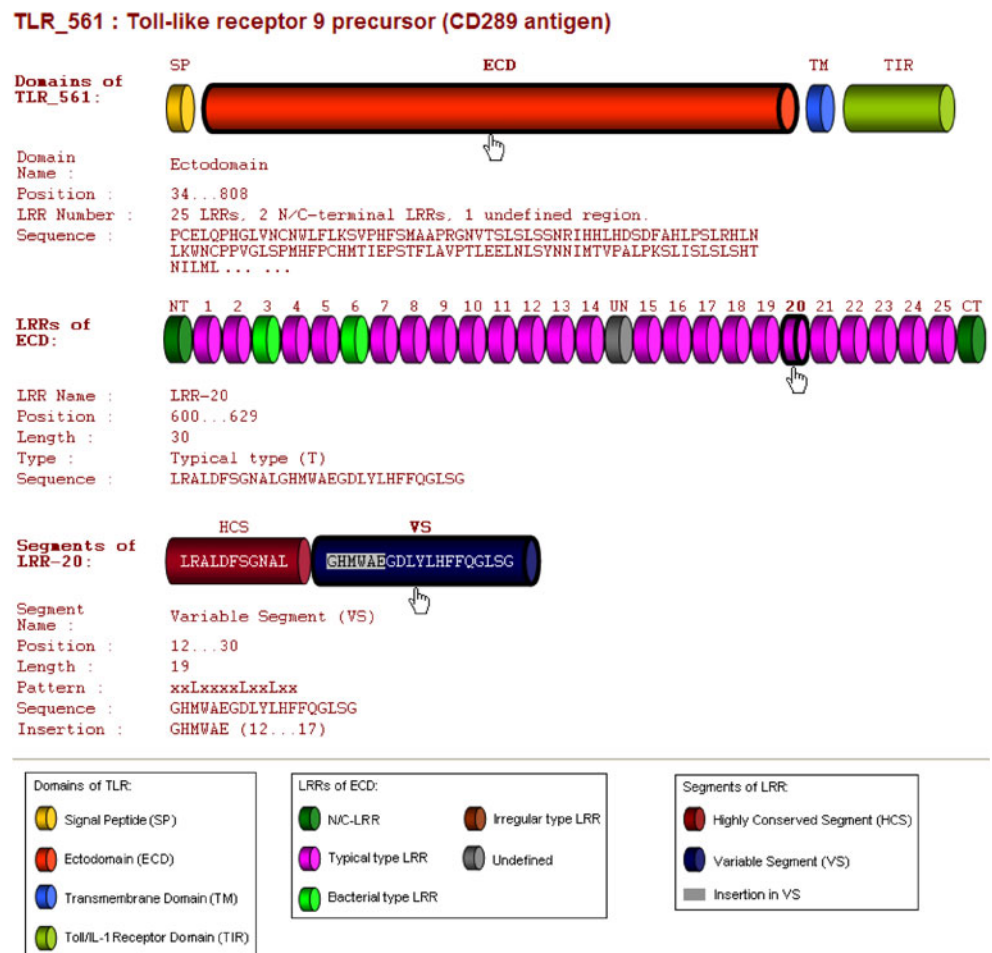 TLR_561 : Toll-like receptor 9 precursor (CD289 antigen)
SP ECD TM TIR
Domains of
TLR_561:
Domain
Name : Ectodomain
Position : 34...808
LRR Number : 25 LRRs, 2 N/C-terminal LRRs, 1 undefined region.
Sequence : PCELQPHGLVNCNWLFLKSVPHFSMAAPRGNVTSLSLSSNRIHHLHDSDFAHLPSLRHLN
LKWNCPPVGLSPMHFPCHMTIEPSTFLAVPTLEELNLSYNNIMTVPALPKSLISLSLSHT
NILML... ...
NT 1 2 3 4 5 6 7 8 9 10 11 12 13 14 UN 15 16 17 18 19 20 21 22 23 24 25 CT
LRRs of
ECD:
LRR Name : LRR-20
Position : 600...629
Length : 30
Type : Typical type (T)
Sequence : LRALDFSGNALGHMWAEGDLYLHFFQGLSG
HCS VS
Segments of
LRR-20:
LRALDFSGNAL GHMWAEGDLYLHFFQGLSG
Segment
Name : Variable Segment (VS)
Position : 12...30
Length : 19
Pattern : xxLxxxxLxxLxx
Sequence : GHMWAEGDLYLHFFQGLSG
Insertion : GHMWAE (12...17)
Domains of TLR:
Signal Peptide (SP)
Ectodomain (ECD)
Transmembrane Domain (TM)
Toll/IL-1 Receptor Domain (TIR)
LRRs of ECD:
N/C-LRR
Typical type LRR
Bacterial type LRR
Irregular type LRR
Undefined
Segments of LRR:
Highly Conserved Segment (HCS)
Variable Segment (VS)
Insertion in VS